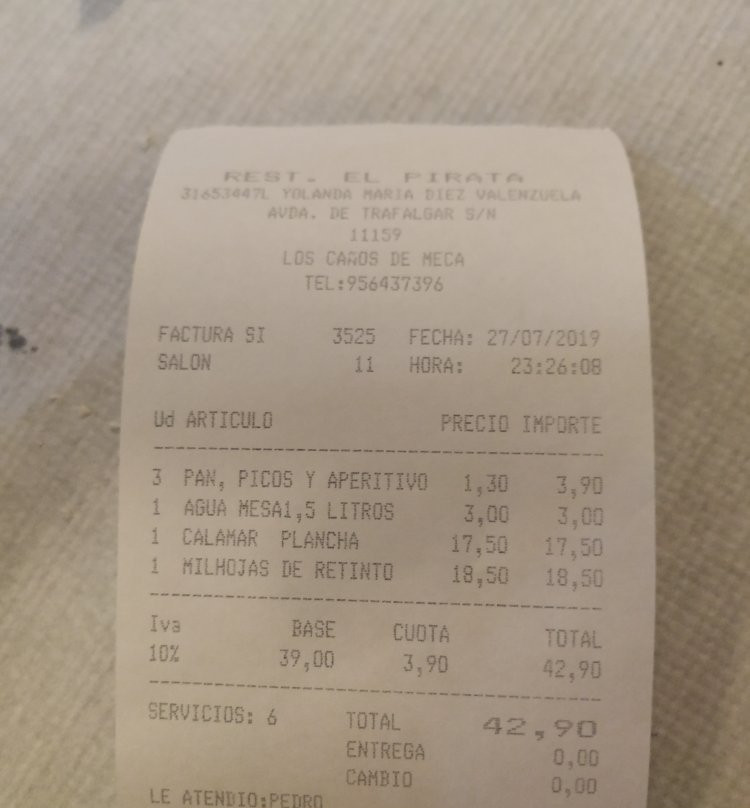 REST. EL PIRATA
31653447L YOLANDA MARIA DIEZ VALENZUELA
AVDA. DE TRAFALGAR S/N
11159
LOS CAÑOS DE MECA
TEL:956437396
FACTURA SI 3525 FECHA: 27/07/2019
SALON 11 HORA: 23:26:08
Ud ARTICULO PRECIO IMPORTE
3 PAN, PICOS Y APERITIVO 1,30 3,90
1 AGUA MESA1,5 LITROS 3,00 3,00
1 CALAMAR PLANCHA 17,50 17,50
1 MILHOJAS DE RETINTO 18,50 18,50
Iva BASE CUOTA TOTAL
10% 39,00 3,90 42,90
SERVICIOS: 6 TOTAL 42,90
ENTREGA 0,00
CAMBIO 0,00
LE ATENDIO:PEDRO